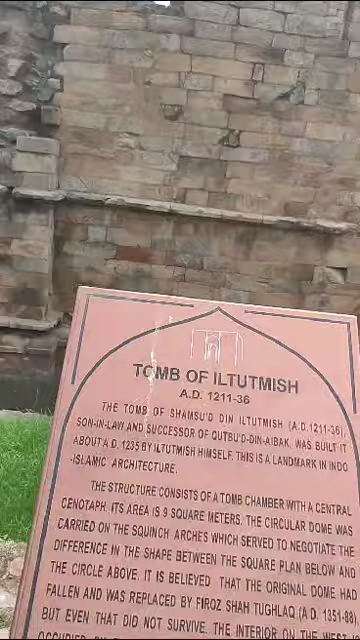 TOMB OF ILTUTMISH
A.D. 1211-36
THE TOMB OF SHAMSU'D DIN ILTUTMISH (A.D.1211-36),
SON-IN-LAW AND SUCCESSOR OF QUTBU'D-DIN-AIBAK, WAS BUILT IN
ABOUT A.D. 1235 BY ILTUTMISH HIMSELF. THIS IS A LANDMARK IN INDO
-ISLAMIC ARCHITECTURE.
THE STRUCTURE CONSISTS OF A TOMB CHAMBER WITH A CENTRAL
CENOTAPH. ITS AREA IS 9 SQUARE METERS. THE CIRCULAR DOME WAS
CARRIED ON THE SQUINCH ARCHES WHICH SERVED TO NEGOTIATE THE
DIFFERENCE IN THE SHAPE BETWEEN THE SQUARE PLAN BELOW AND
THE CIRCLE ABOVE. IT IS BELIEVED THAT THE ORIGINAL DOME HAD
FALLEN AND WAS REPLACED BY FIROZ SHAH TUGHLAQ (A.D. 1351-88)
BUT EVEN THAT DID NOT SURVIVE. THE INTERIOR ON THE WEST
OCCUPIED